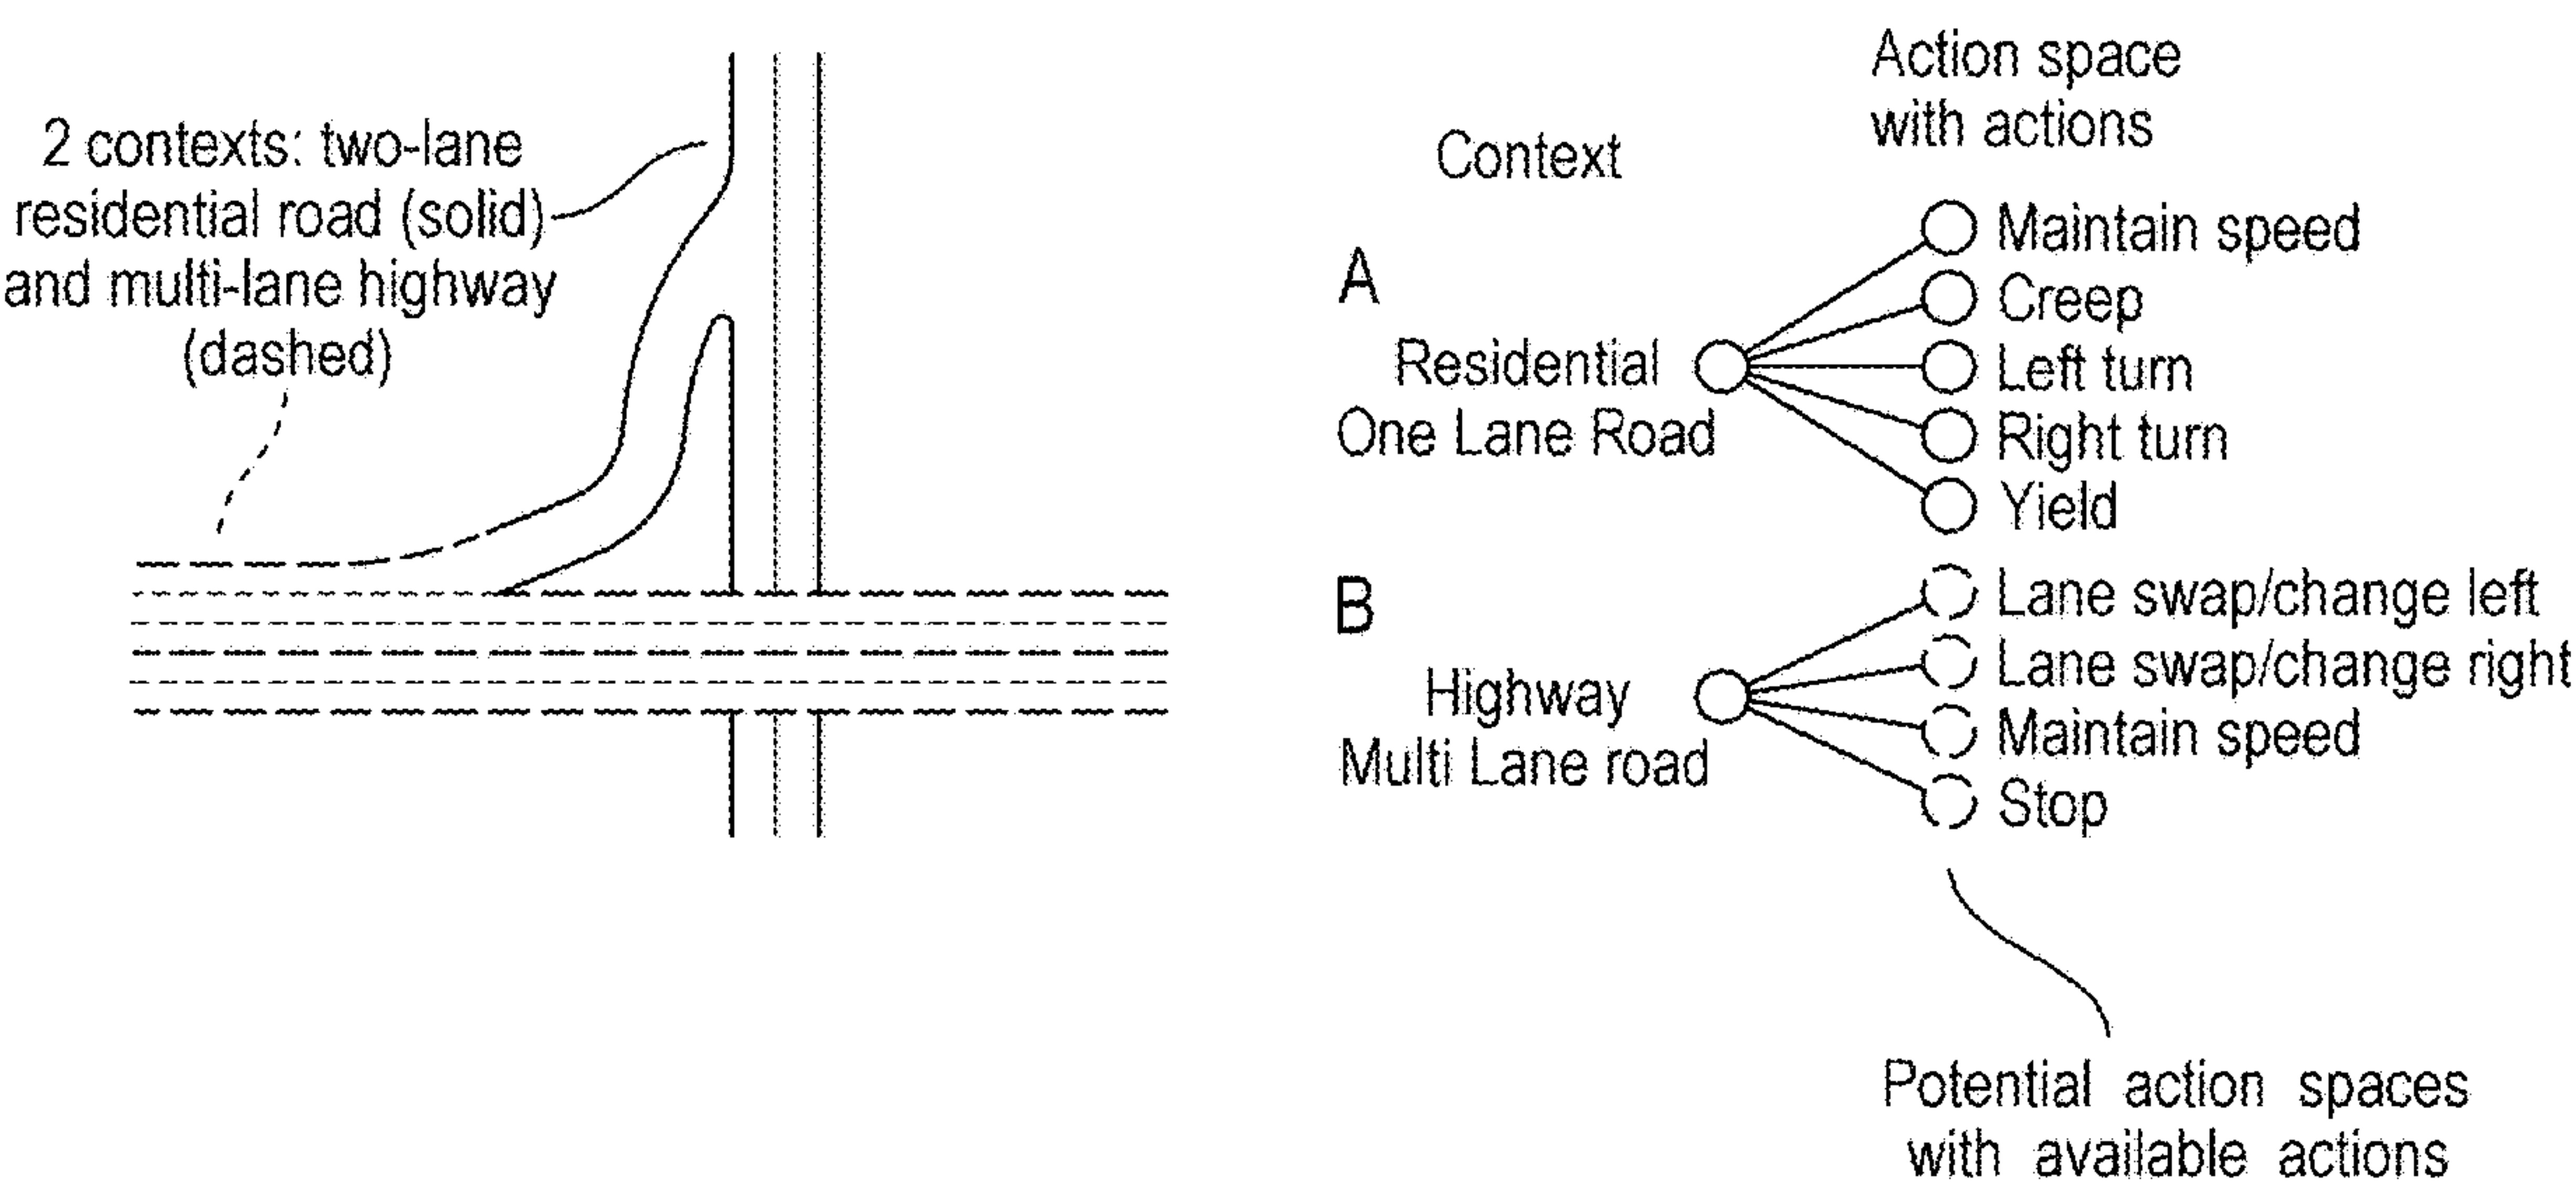 2 contexts: two-lane
residential road (solid)
and multi-lane highway
(dashed)
Context
Action space
with actions
A
Residential
One Lane Road
Maintain speed
Creep
Left turn
Right turn
Yield
B
Highway
Multi Lane road
Lane swap/change left
Lane swap/change right
Maintain speed
Stop
Potential action spaces
with available actions